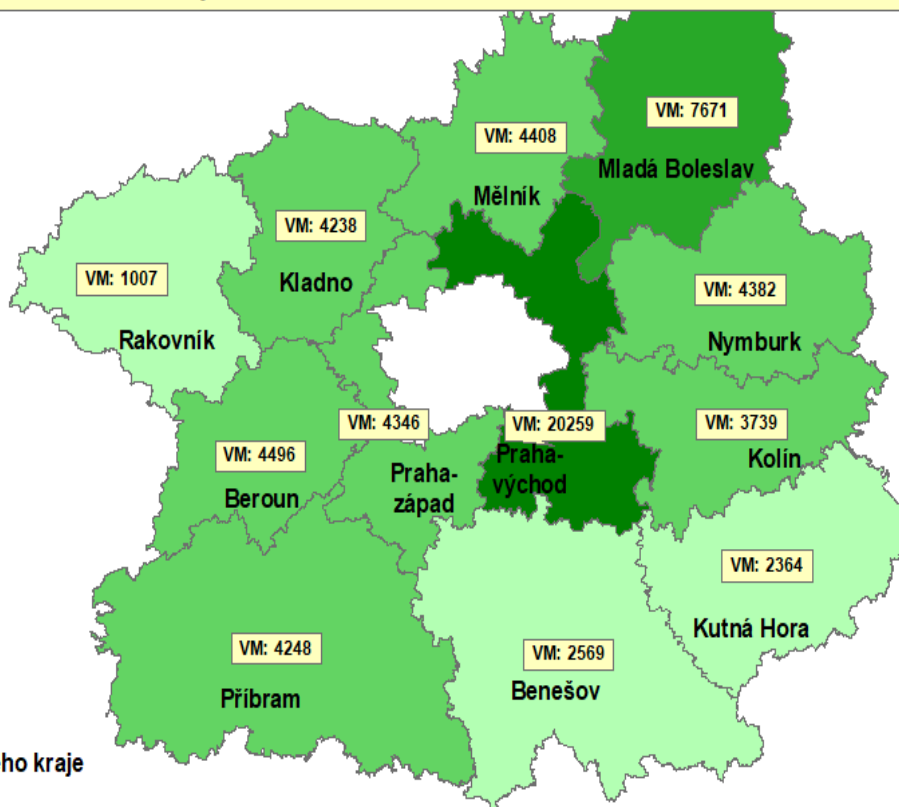 VM: 7671
Mladá Boleslav
VM: 4408
Mělník
VM: 4238
Kladno
VM: 1007
Rakovník
VM: 4382
Nymburk
VM: 4346
Praha-
západ
VM: 20259
Praha-
východ
VM: 3739
Kolín
VM: 4496
Beroun
VM: 2364
Kutná Hora
VM: 4248
Příbram
VM: 2569
Benešov
ho kraje